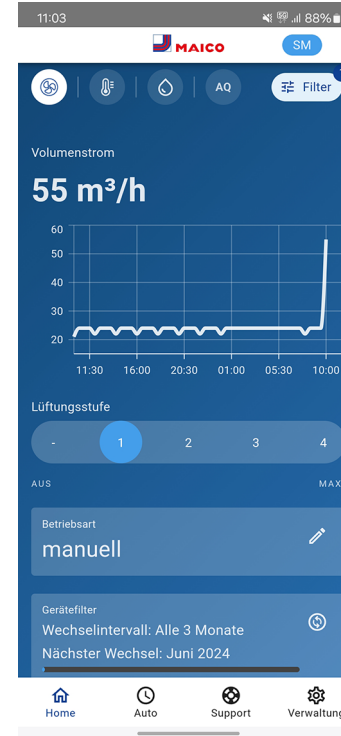 11:03
88%
MAICO
SM
AQ
Filter
Volumenstrom
55 m³/h
60
50
40
30
20
11:30 16:00 20:30 01:00 05:30 10:00
Lüftungsstufe
- 1 2 3 4
AUS MAX
Betriebsart
manuell
Gerätefilter
Wechselintervall: Alle 3 Monate
Nächster Wechsel: Juni 2024
Home Auto Support Verwaltung